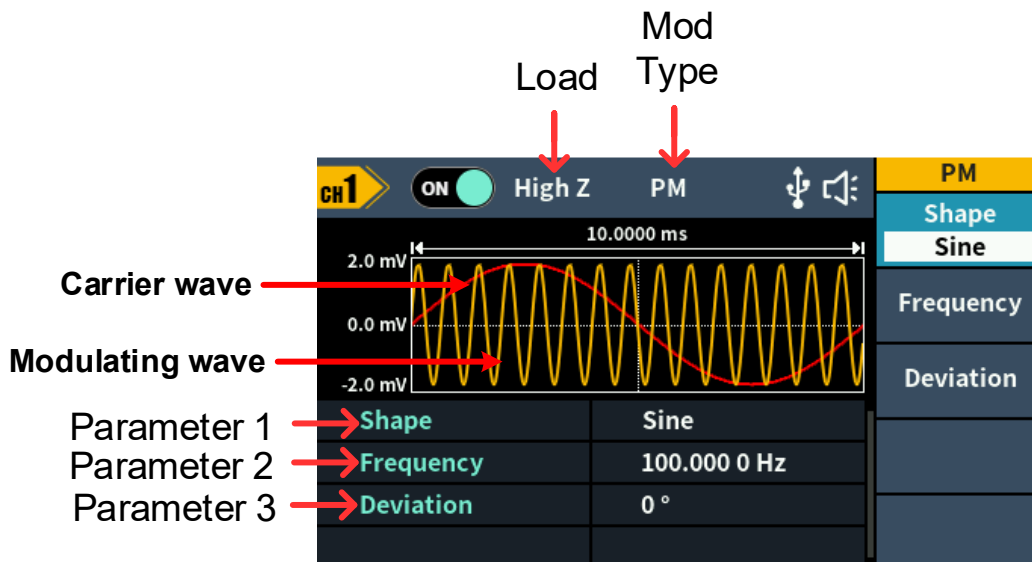 Mod
Type
Load
CH1
ON
High Z
PM
PM
Shape
Sine
Frequency
Deviation
10.0000 ms
2.0 mV
0.0 mV
-2.0 mV
Carrier wave
Modulating wave
Parameter 1
Shape
Sine
Parameter 2
Frequency
100.000 0 Hz
Parameter 3
Deviation
0 °